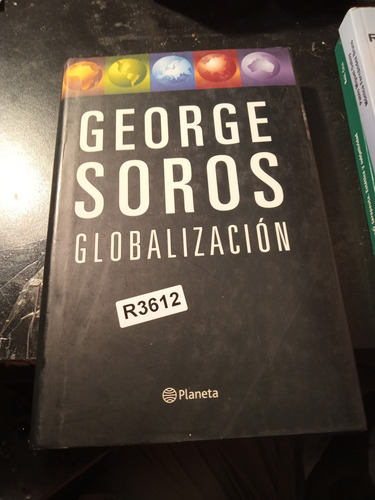 GEORGE
SOROS
GLOBALIZACIÓN
R3612
Planeta